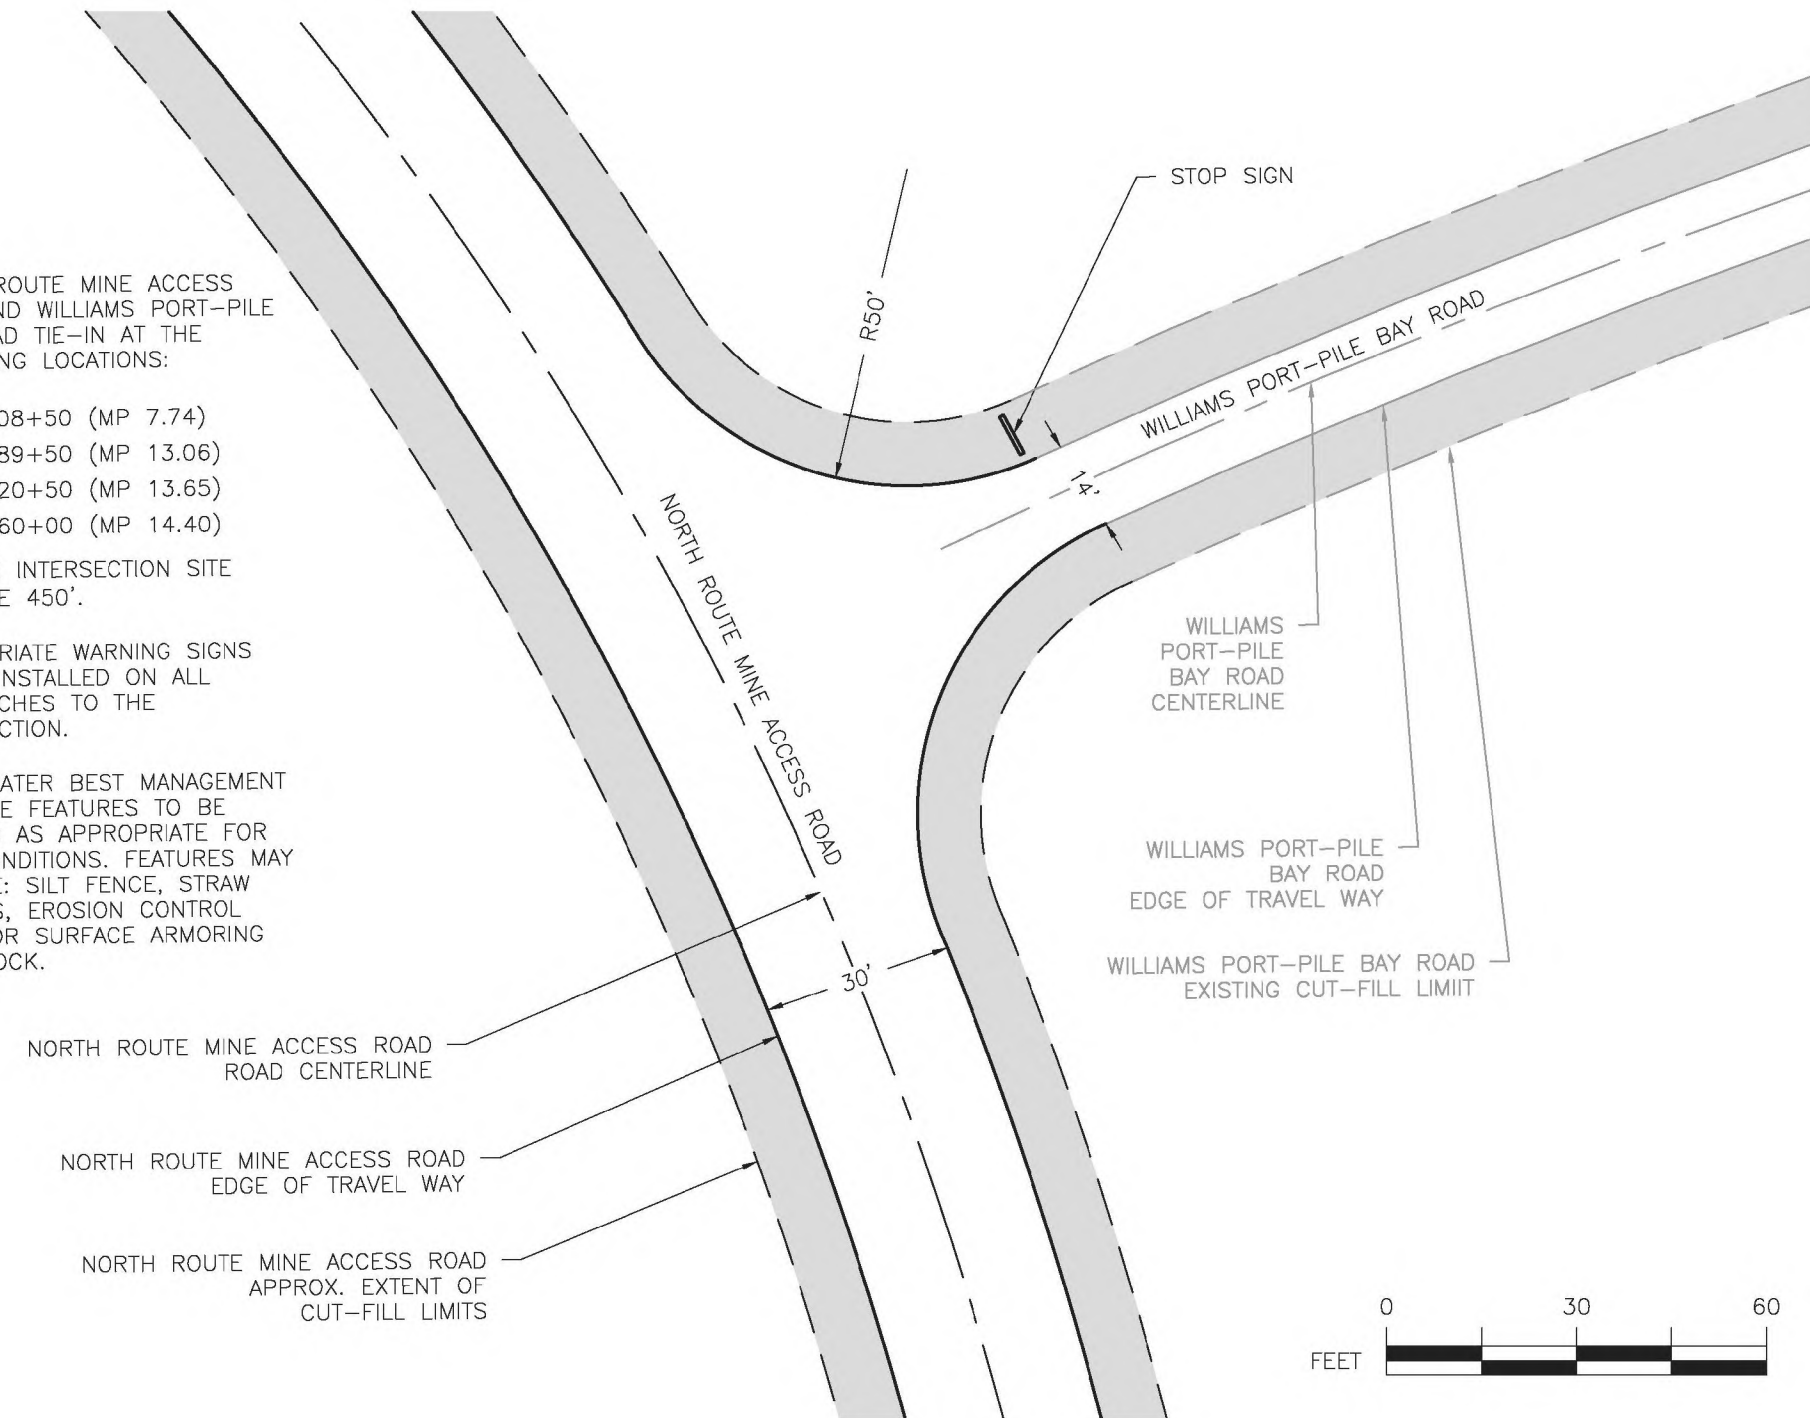 ROUTE MINE ACCESS
ND WILLIAMS PORT-PILE
AD TIE-IN AT THE
NG LOCATIONS:
08+50 (MP 7.74)
89+50 (MP 13.06)
20+50 (MP 13.65)
60+00 (MP 14.40)
INTERSECTION SITE
E 450'.
RIATE WARNING SIGNS
NSTALLED ON ALL
CHES TO THE
CTION.
ATER BEST MANAGEMENT
E FEATURES TO BE
AS APPROPRIATE FOR
NDITIONS. FEATURES MAY
E: SILT FENCE, STRAW
S, EROSION CONTROL
OR SURFACE ARMORING
OCK.
STOP SIGN
R50'
WILLIAMS PORT-PILE BAY ROAD
14'
NORTH ROUTE MINE ACCESS ROAD
30'
WILLIAMS
PORT-PILE
BAY ROAD
CENTERLINE
WILLIAMS PORT-PILE
BAY ROAD
EDGE OF TRAVEL WAY
WILLIAMS PORT-PILE BAY ROAD
EXISTING CUT-FILL LIMIIT
NORTH ROUTE MINE ACCESS ROAD
ROAD CENTERLINE
NORTH ROUTE MINE ACCESS ROAD
EDGE OF TRAVEL WAY
NORTH ROUTE MINE ACCESS ROAD
APPROX. EXTENT OF
CUT-FILL LIMITS
0 30 60
FEET